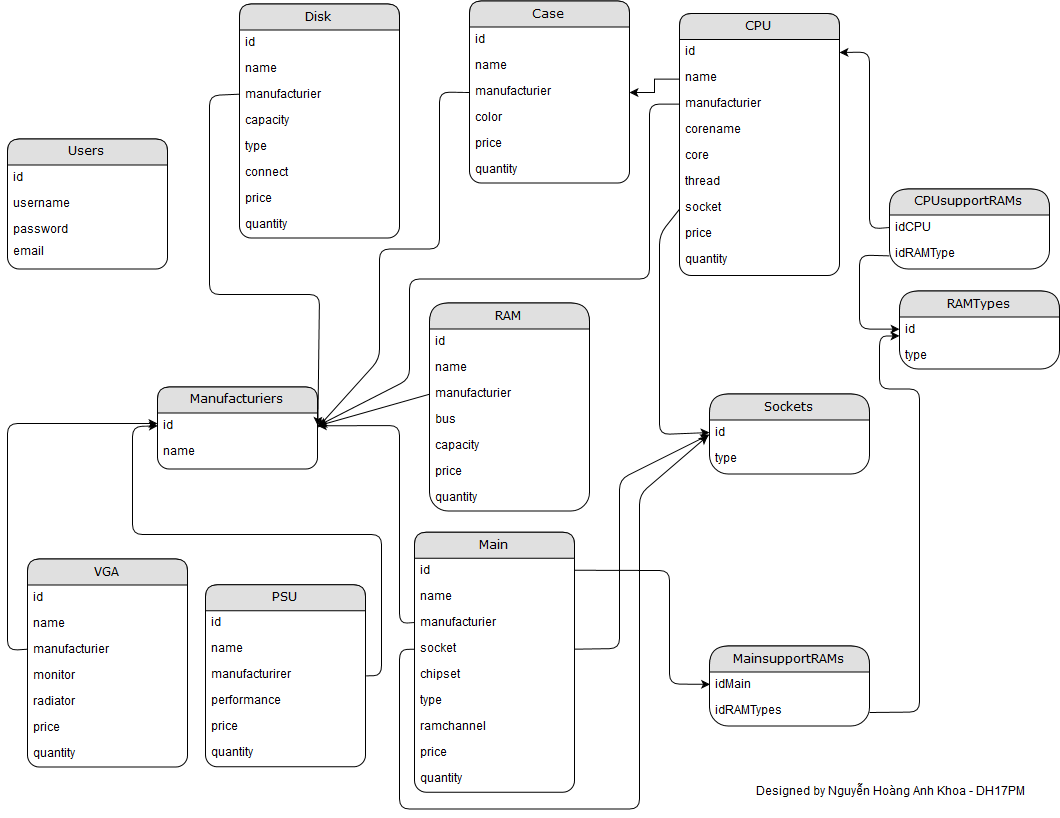 Disk
id
name
manufacturier
capacity
type
connect
price
quantity
Case
id
name
manufacturier
color
price
quantity
CPU
id
name
manufacturier
corename
core
thread
socket
price
quantity
Users
id
username
password
email
CPUsupportRAMs
idCPU
idRAMType
RAMTypes
id
type
RAM
id
name
manufacturier
bus
capacity
price
quantity
Manufacturiers
id
name
Sockets
id
type
VGA
id
name
manufacturier
monitor
radiator
price
quantity
PSU
id
name
manufacturirer
performance
price
quantity
Main
id
name
manufacturier
socket
chipset
type
ramchannel
price
quantity
MainsupportRAMs
idMain
idRAMTypes
Designed by Nguyễn Hoàng Anh Khoa - DH17PM